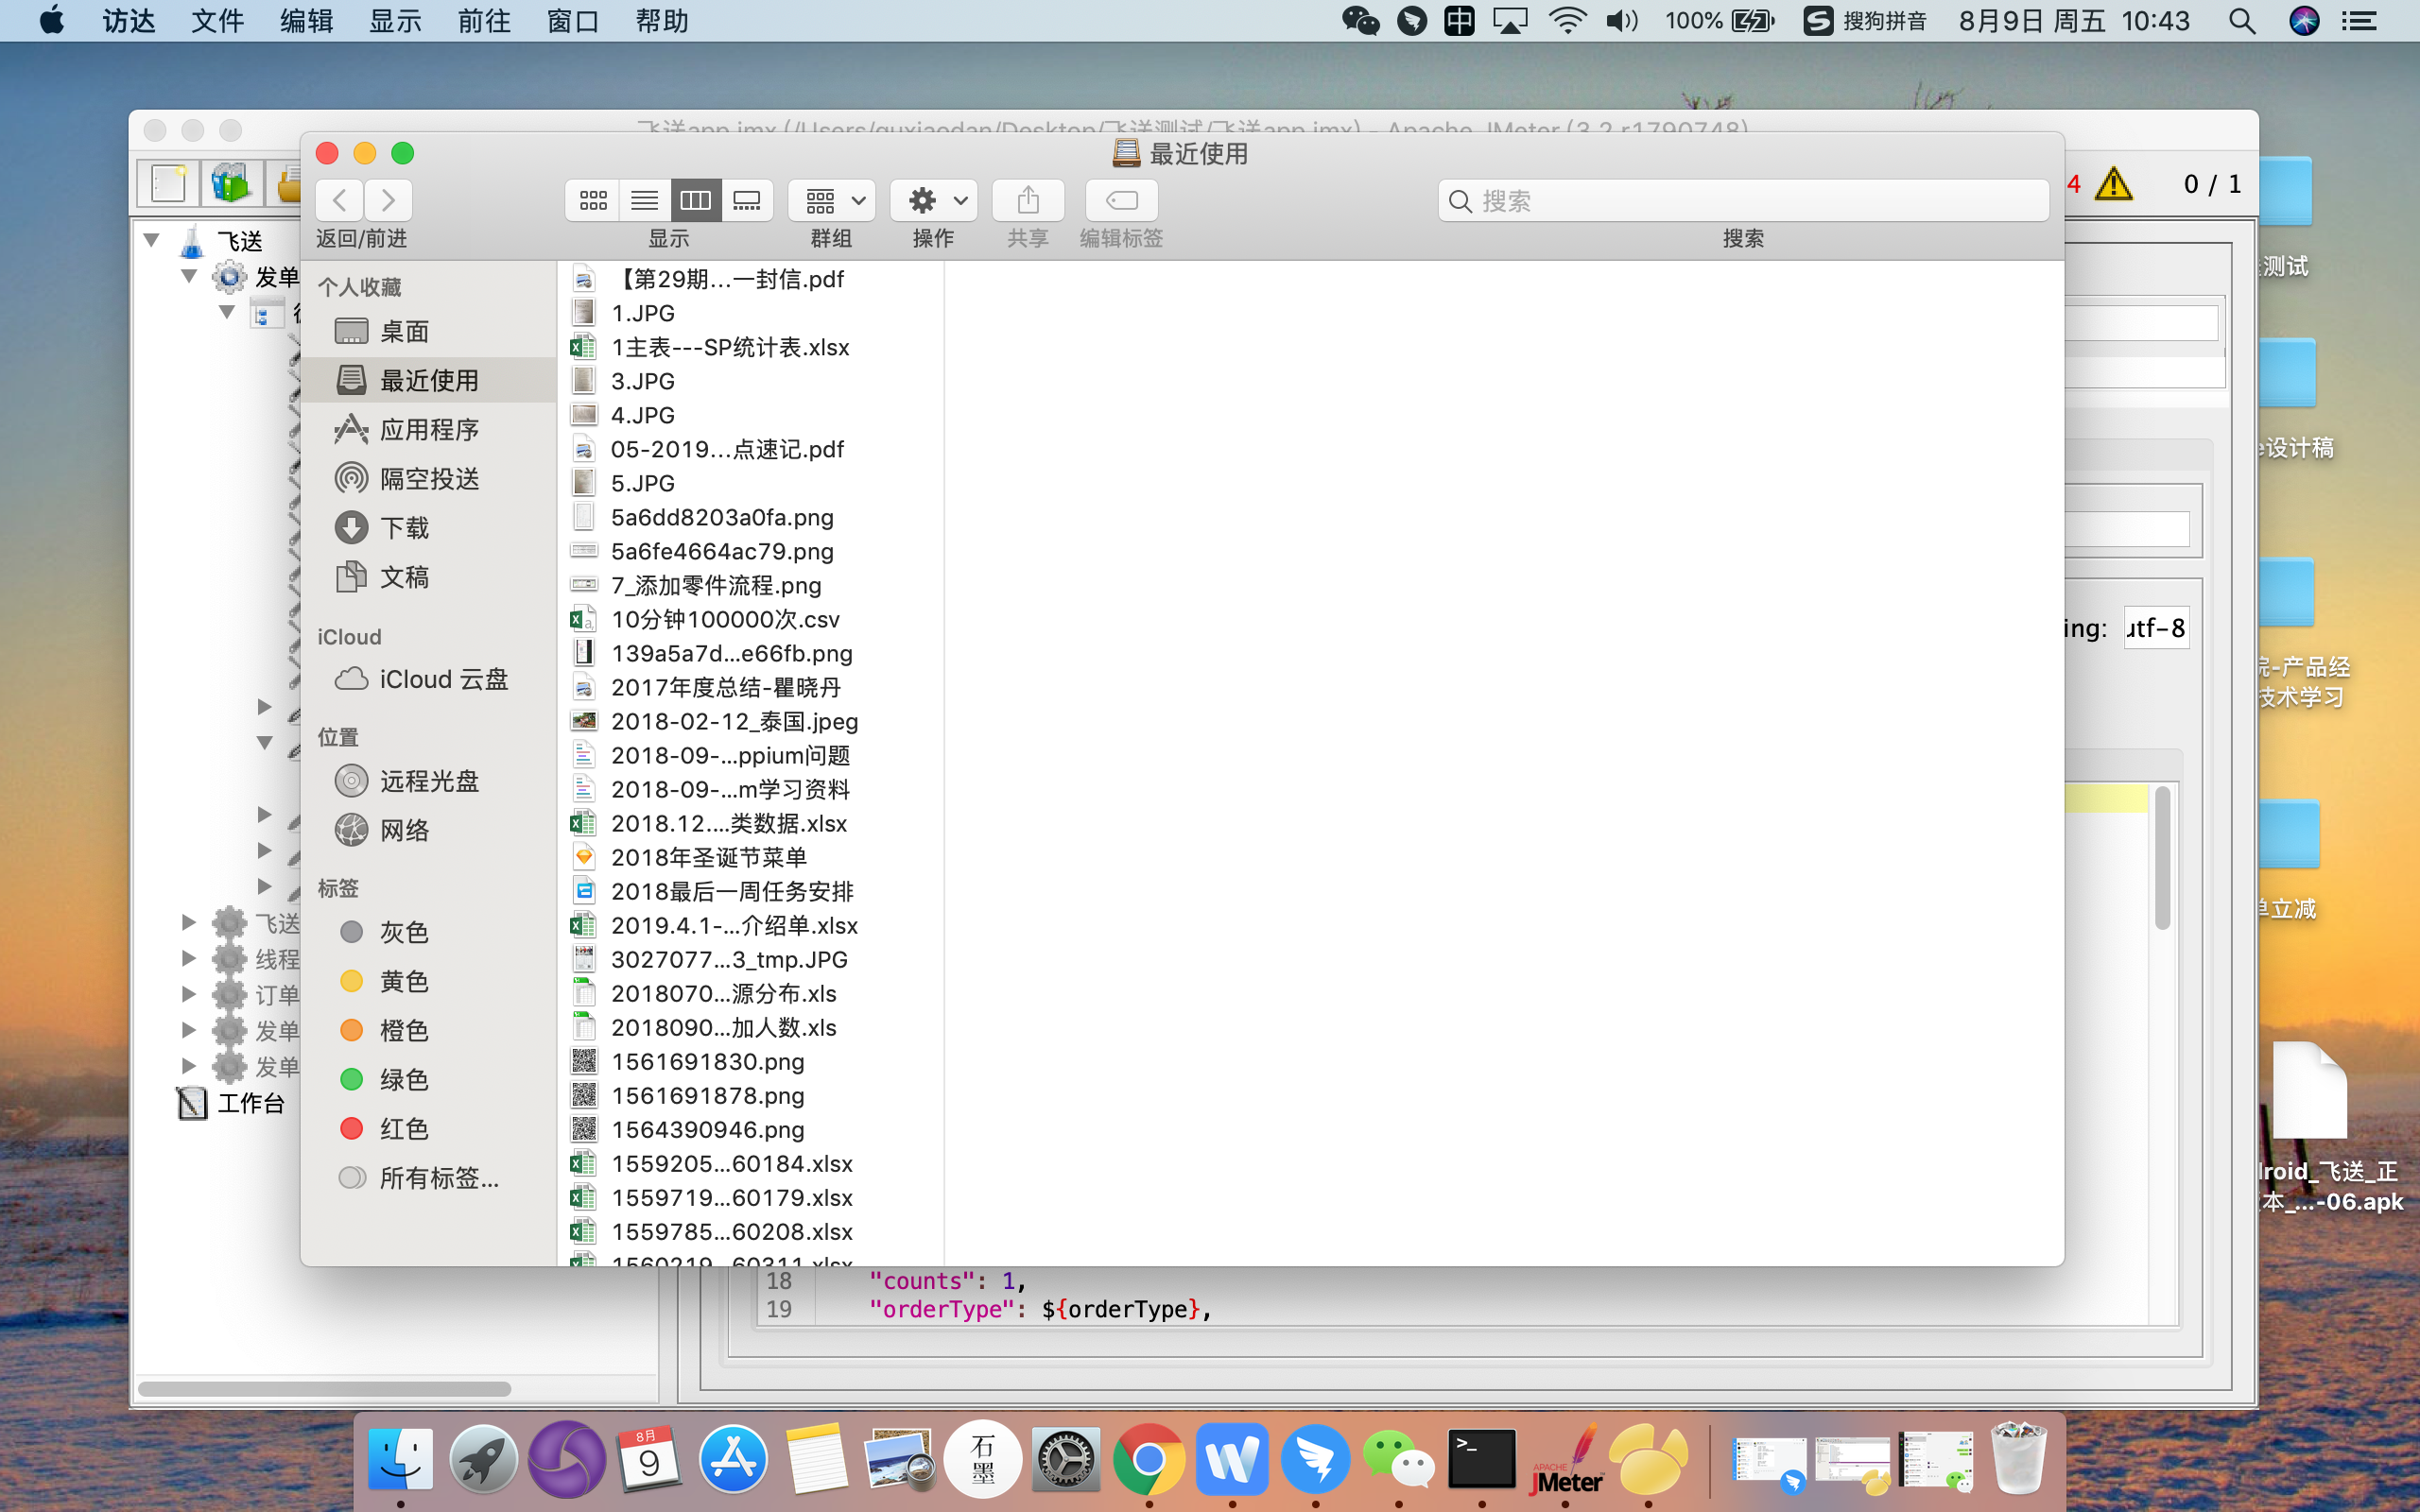 访达 文件 编辑 显示 前往 窗口 帮助 中 100% 搜狗拼音 8月9日 周五 10:43
飞送app.jmx (/Users/quxiaodan/Desktop/飞送测试/飞送app.jmx) - Apache JMeter (3.2 r1790748)
最近使用
搜索
4 0 / 1
返回/前进 显示 群组 操作 共享 编辑标签 搜索
飞送
发单
个人收藏
桌面
最近使用
应用程序
隔空投送
下载
文稿
iCloud
iCloud 云盘
位置
远程光盘
网络
标签
灰色
黄色
橙色
绿色
红色
所有标签...
飞送
线程
订单
发单
发单
工作台
【第29期...一封信.pdf
1.JPG
1主表---SP统计表.xlsx
3.JPG
4.JPG
05-2019...点速记.pdf
5.JPG
5a6dd8203a0fa.png
5a6fe4664ac79.png
7_添加零件流程.png
10分钟100000次.csv
139a5a7d...e66fb.png
2017年度总结-瞿晓丹
2018-02-12_泰国.jpeg
2018-09-...ppium问题
2018-09-...m学习资料
2018.12....类数据.xlsx
2018年圣诞节菜单
2018最后一周任务安排
2019.4.1-...介绍单.xlsx
3027077...3_tmp.JPG
2018070...源分布.xls
2018090...加人数.xls
1561691830.png
1561691878.png
1564390946.png
1559205...60184.xlsx
1559719...60179.xlsx
1559785...60208.xlsx
1560219...60311.xlsx
ing: utf-8
18 "counts": 1,
19 "orderType": ${orderType},
测试
e设计稿
院-产品经
技术学习
单立减
droid_飞送_正
本_...-06.apk
8月
9
石墨
>_
APACHE
JMeter